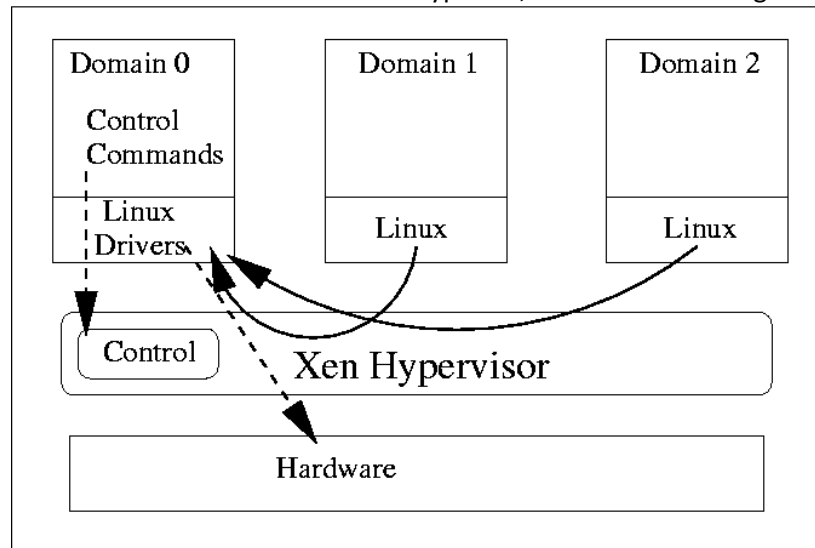 Domain 0
Control
Commands
Linux
Drivers
Domain 1
Linux
Domain 2
Linux
Control
Xen Hypervisor
Hardware